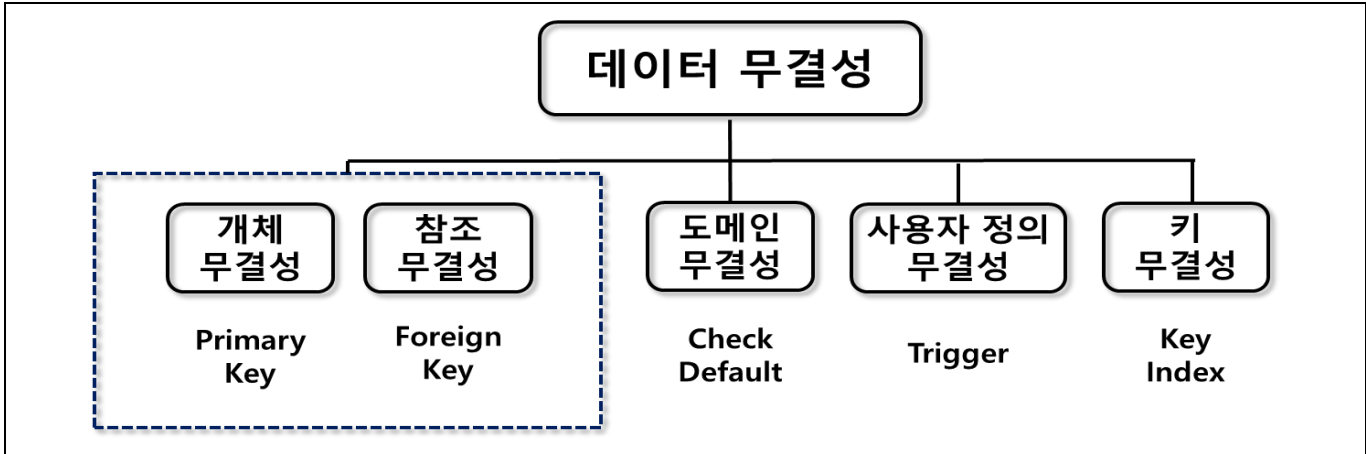 데이터 무결성
개체
무결성
참조
무결성
도메인
무결성
사용자 정의
무결성
키
무결성
Primary
Key
Foreign
Key
Check
Default
Trigger
Key
Index